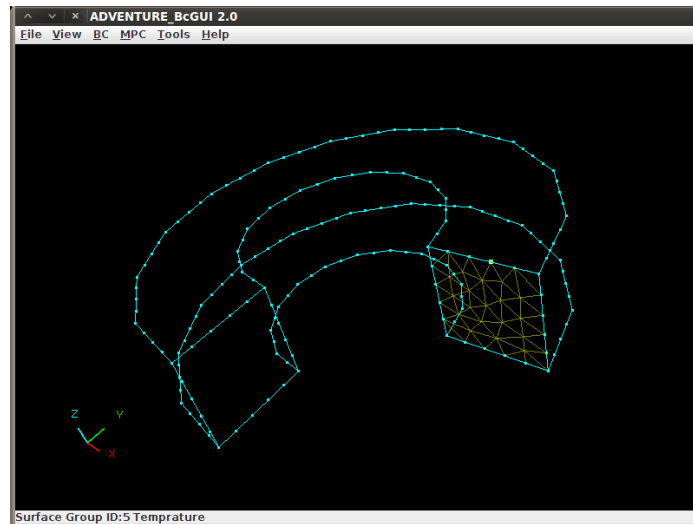 ADVENTURE_BcGUI 2.0
File View BC MPC Tools Help
Z
Y
X
Surface Group ID:5 Temprature